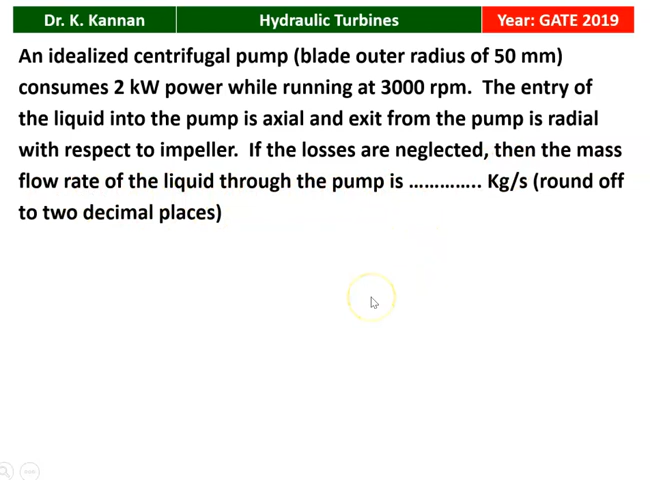 Dr. K. Kannan
Hydraulic Turbines
Year: GATE 2019
An idealized centrifugal pump (blade outer radius of 50 mm)
consumes 2 kW power while running at 3000 rpm. The entry of
the liquid into the pump is axial and exit from the pump is radial
with respect to impeller. If the losses are neglected, then the mass
flow rate of the liquid through the pump is ………….. Kg/s (round off
to two decimal places)